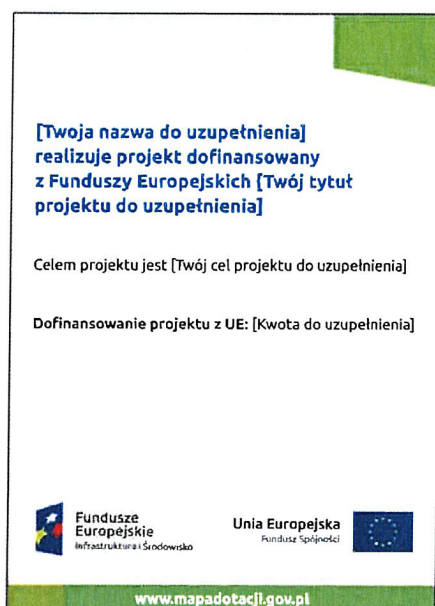 [Twoja nazwa do uzupełnienia]
realizuje projekt dofinansowany
z Funduszy Europejskich [Twój tytuł
projektu do uzupełnienia]
Celem projektu jest [Twój cel projektu do uzupełnienia]
Dofinansowanie projektu z UE: [Kwota do uzupełnienia]
Fundusze
Europejskie
Infrastruktura i Środowisko
Unia Europejska
Fundusz Spójności
www.mapadotacji.gov.pl